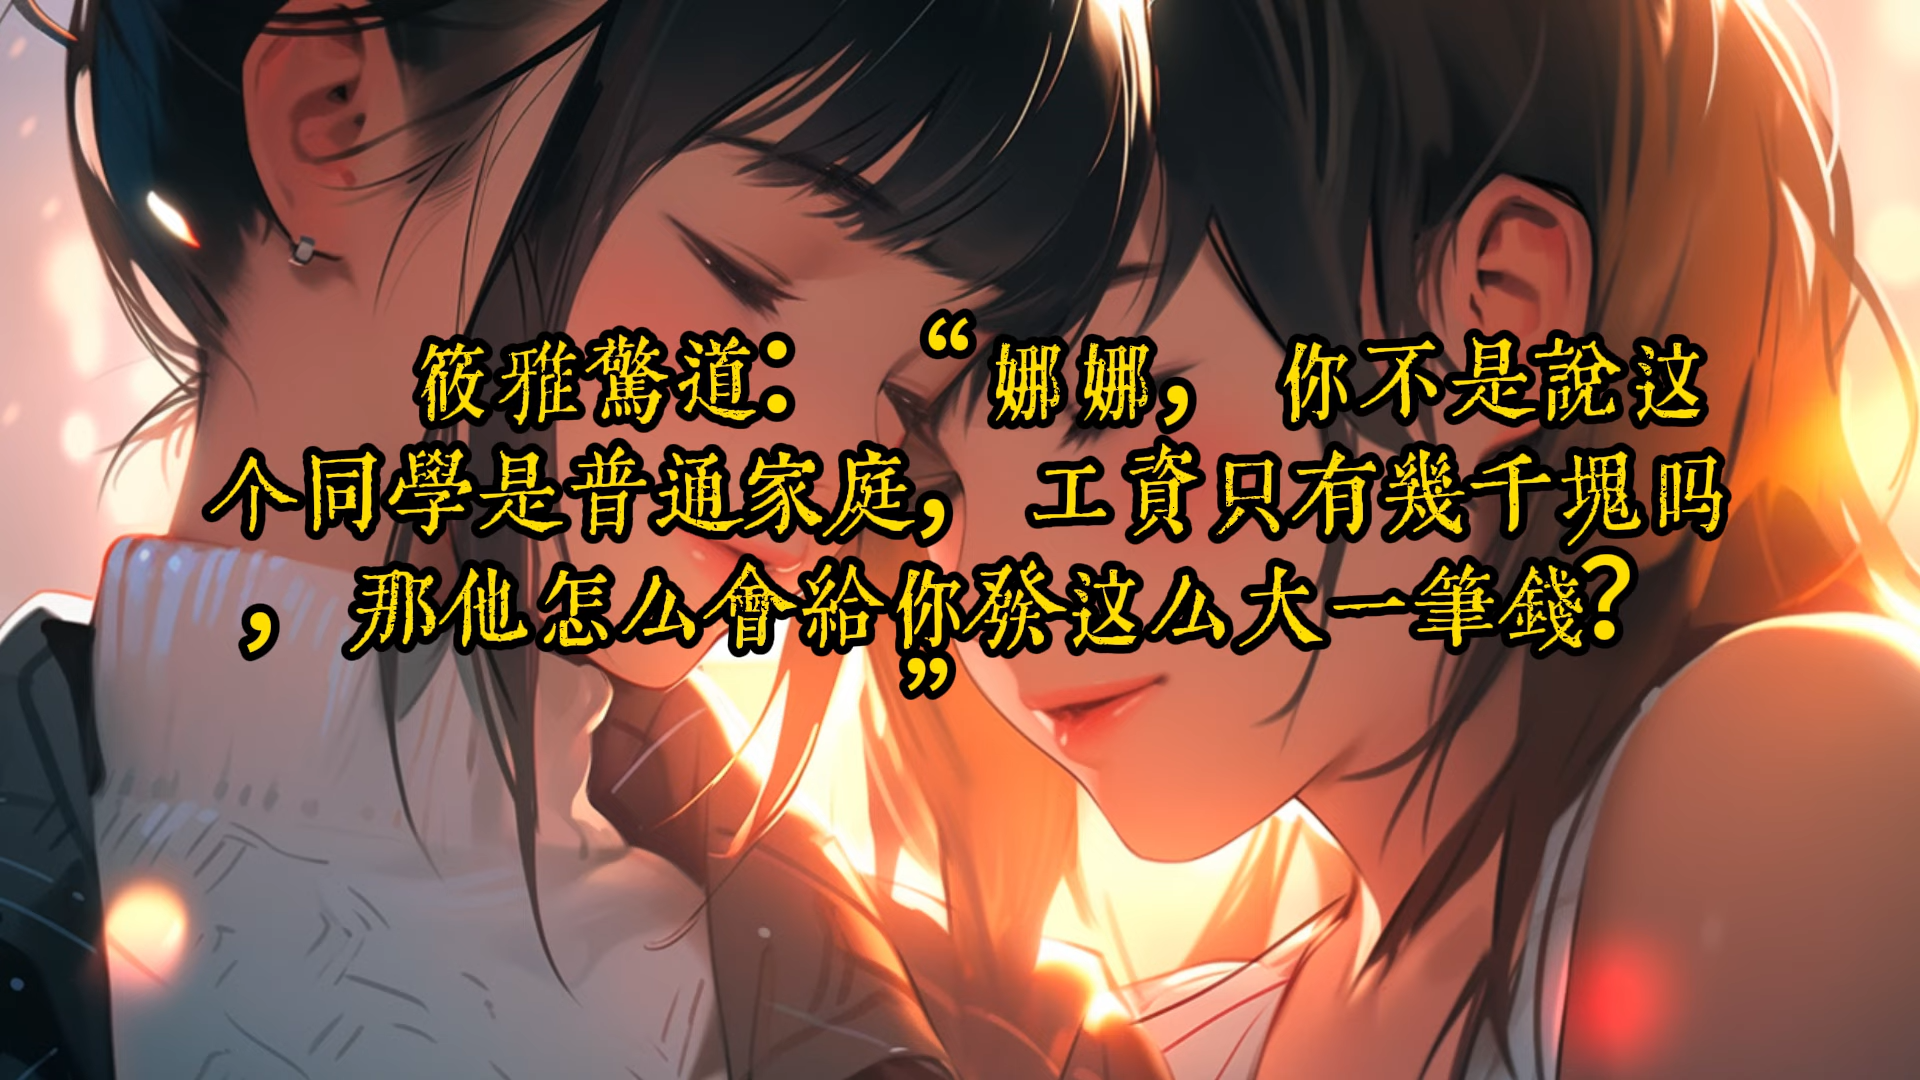 筱雅驚道：“娜娜，你不是說这
个同學是普通家庭，工資只有幾千塊吗
，那他怎么會給你發这么大一筆錢？
”